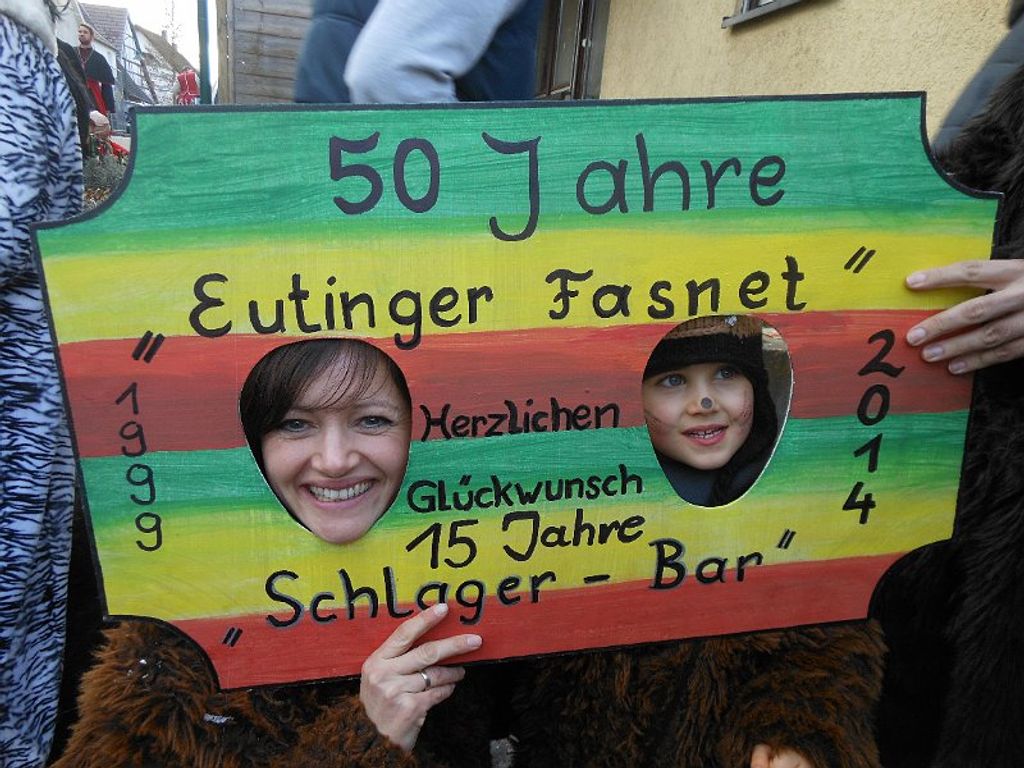 50 Jahre
"Eutinger Fasnet"
1999
2014
Herzlichen
Glückwunsch
15 Jahre
"Schlager - Bar"